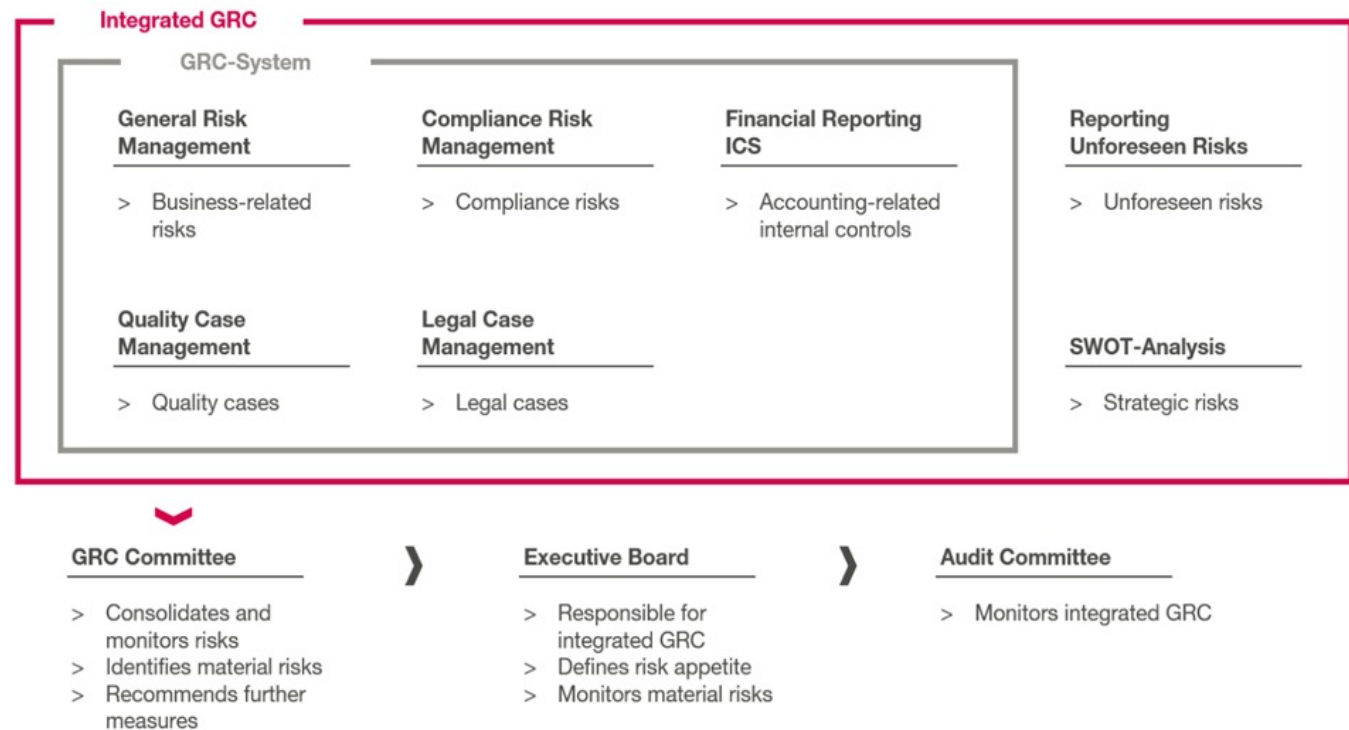 Integrated GRC
GRC-System
General Risk
Management
> Business-related
risks
Compliance Risk
Management
> Compliance risks
Financial Reporting
ICS
> Accounting-related
internal controls
Reporting
Unforeseen Risks
> Unforeseen risks
Quality Case
Management
> Quality cases
Legal Case
Management
> Legal cases
SWOT-Analysis
> Strategic risks
GRC Committee
> Consolidates and
monitors risks
> Identifies material risks
> Recommends further
measures
Executive Board
> Responsible for
integrated GRC
> Defines risk appetite
> Monitors material risks
Audit Committee
> Monitors integrated GRC